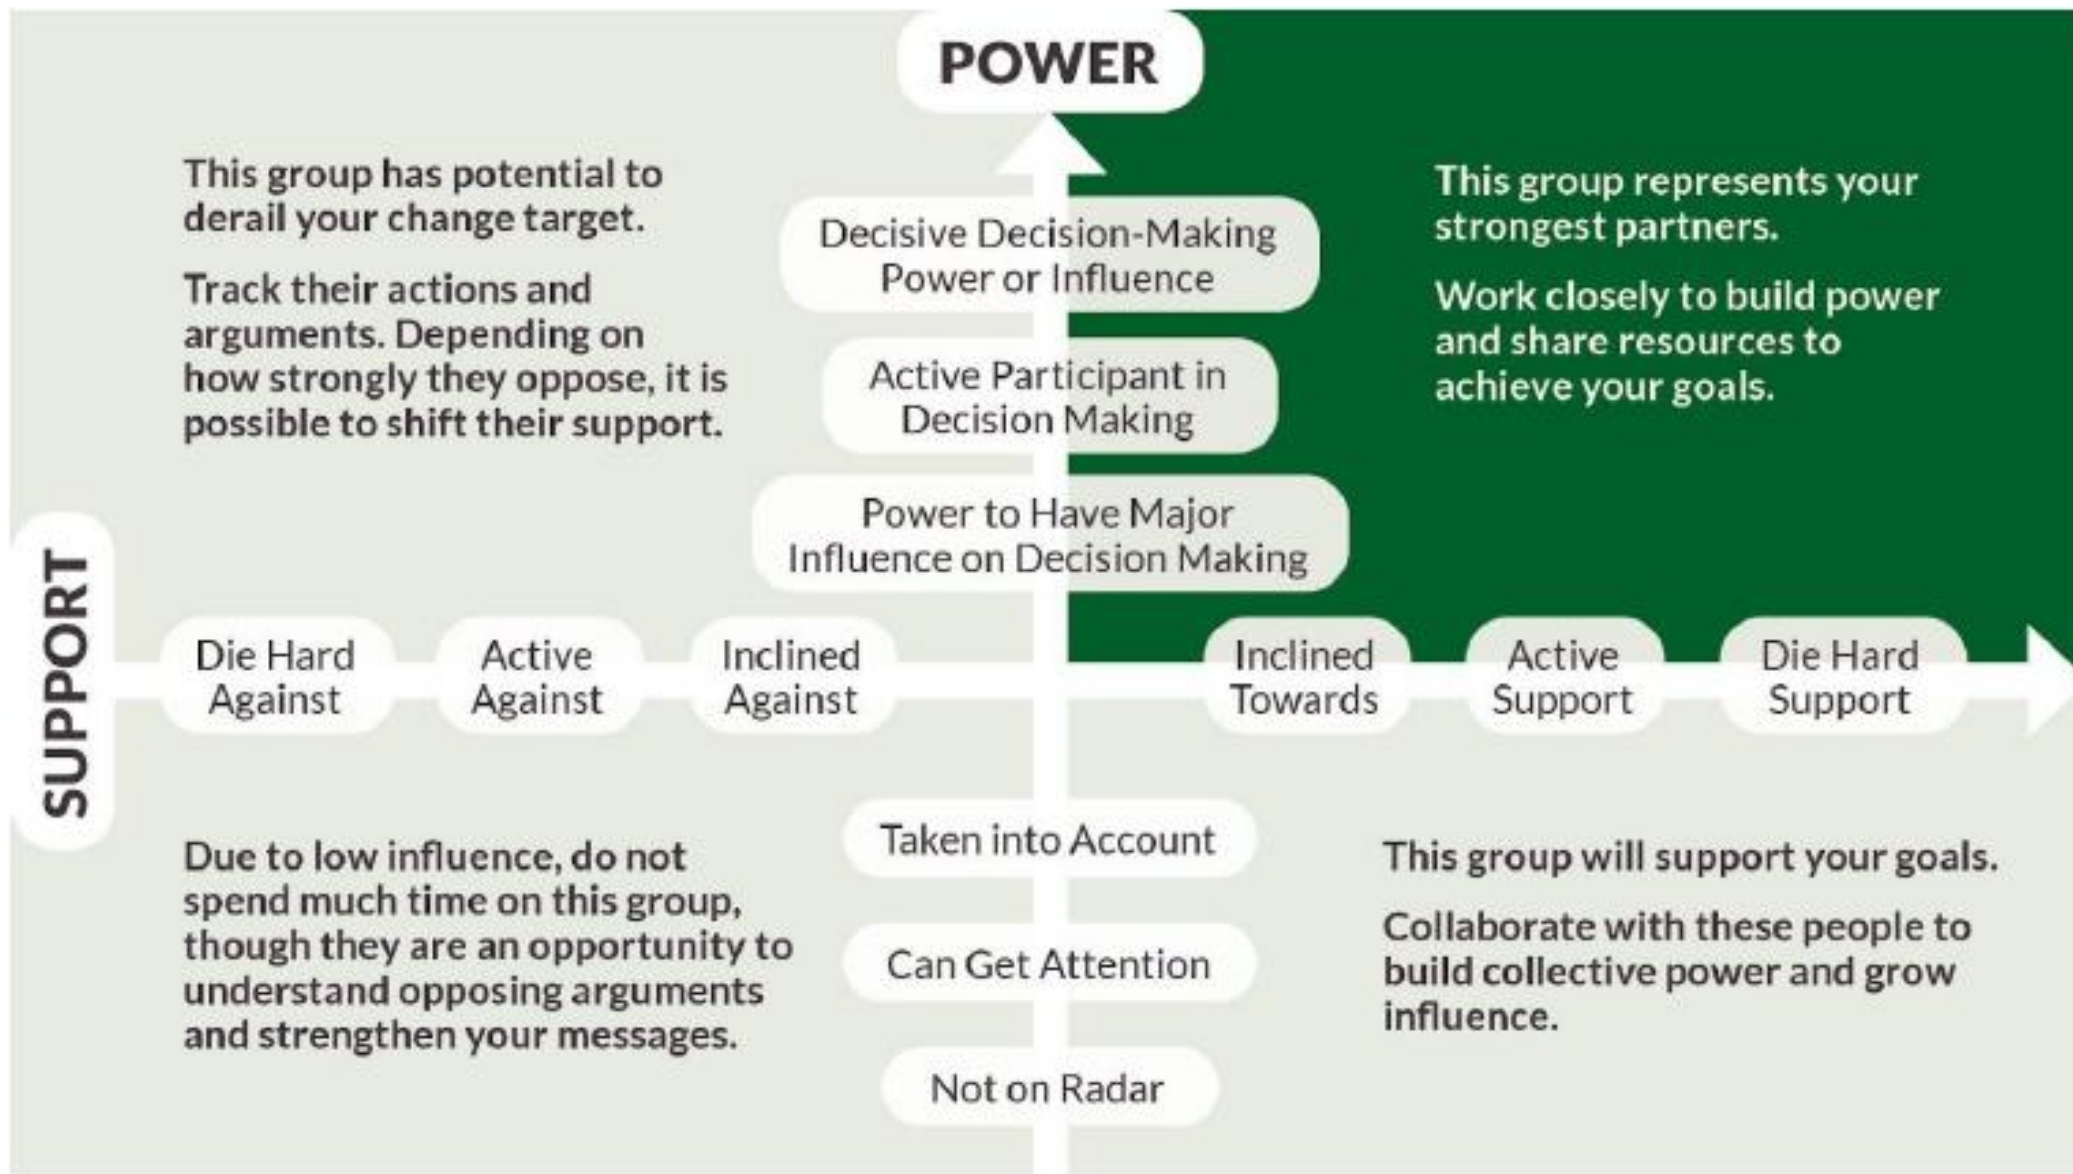 POWER
This group has potential to
derail your change target.
Track their actions and
arguments. Depending on
how strongly they oppose, it is
possible to shift their support.
Decisive Decision-Making
Power or Influence
Active Participant in
Decision Making
Power to Have Major
Influence on Decision Making
This group represents your
strongest partners.
Work closely to build power
and share resources to
achieve your goals.
SUPPORT
Die Hard
Against
Active
Against
Inclined
Against
Inclined
Towards
Active
Support
Die Hard
Support
Due to low influence, do not
spend much time on this group,
though they are an opportunity to
understand opposing arguments
and strengthen your messages.
Taken into Account
Can Get Attention
Not on Radar
This group will support your goals.
Collaborate with these people to
build collective power and grow
influence.